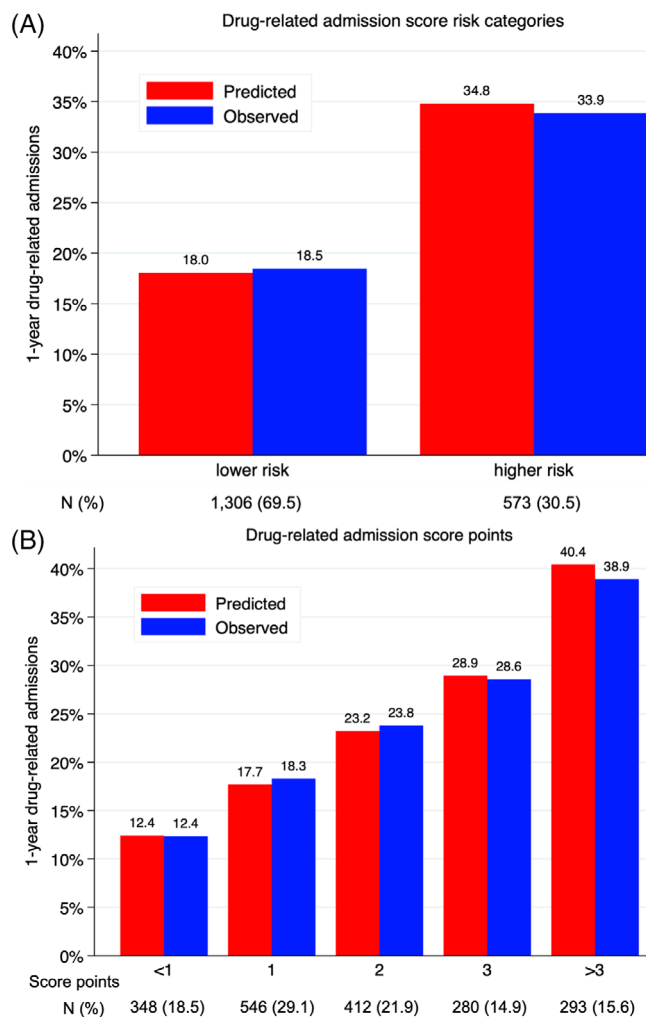 (A)
Drug-related admission score risk categories
40%
35%
30%
25%
20%
15%
10%
5%
0%
1-year drug-related admissions
Predicted
Observed
18.0
18.5
34.8
33.9
lower risk
higher risk
N (%)
1,306 (69.5)
573 (30.5)
(B)
Drug-related admission score points
40%
35%
30%
25%
20%
15%
10%
5%
0%
1-year drug-related admissions
Predicted
Observed
12.4
12.4
17.7
18.3
23.2
23.8
28.9
28.6
40.4
38.9
Score points
<1
1
2
3
>3
N (%)
348 (18.5)
546 (29.1)
412 (21.9)
280 (14.9)
293 (15.6)